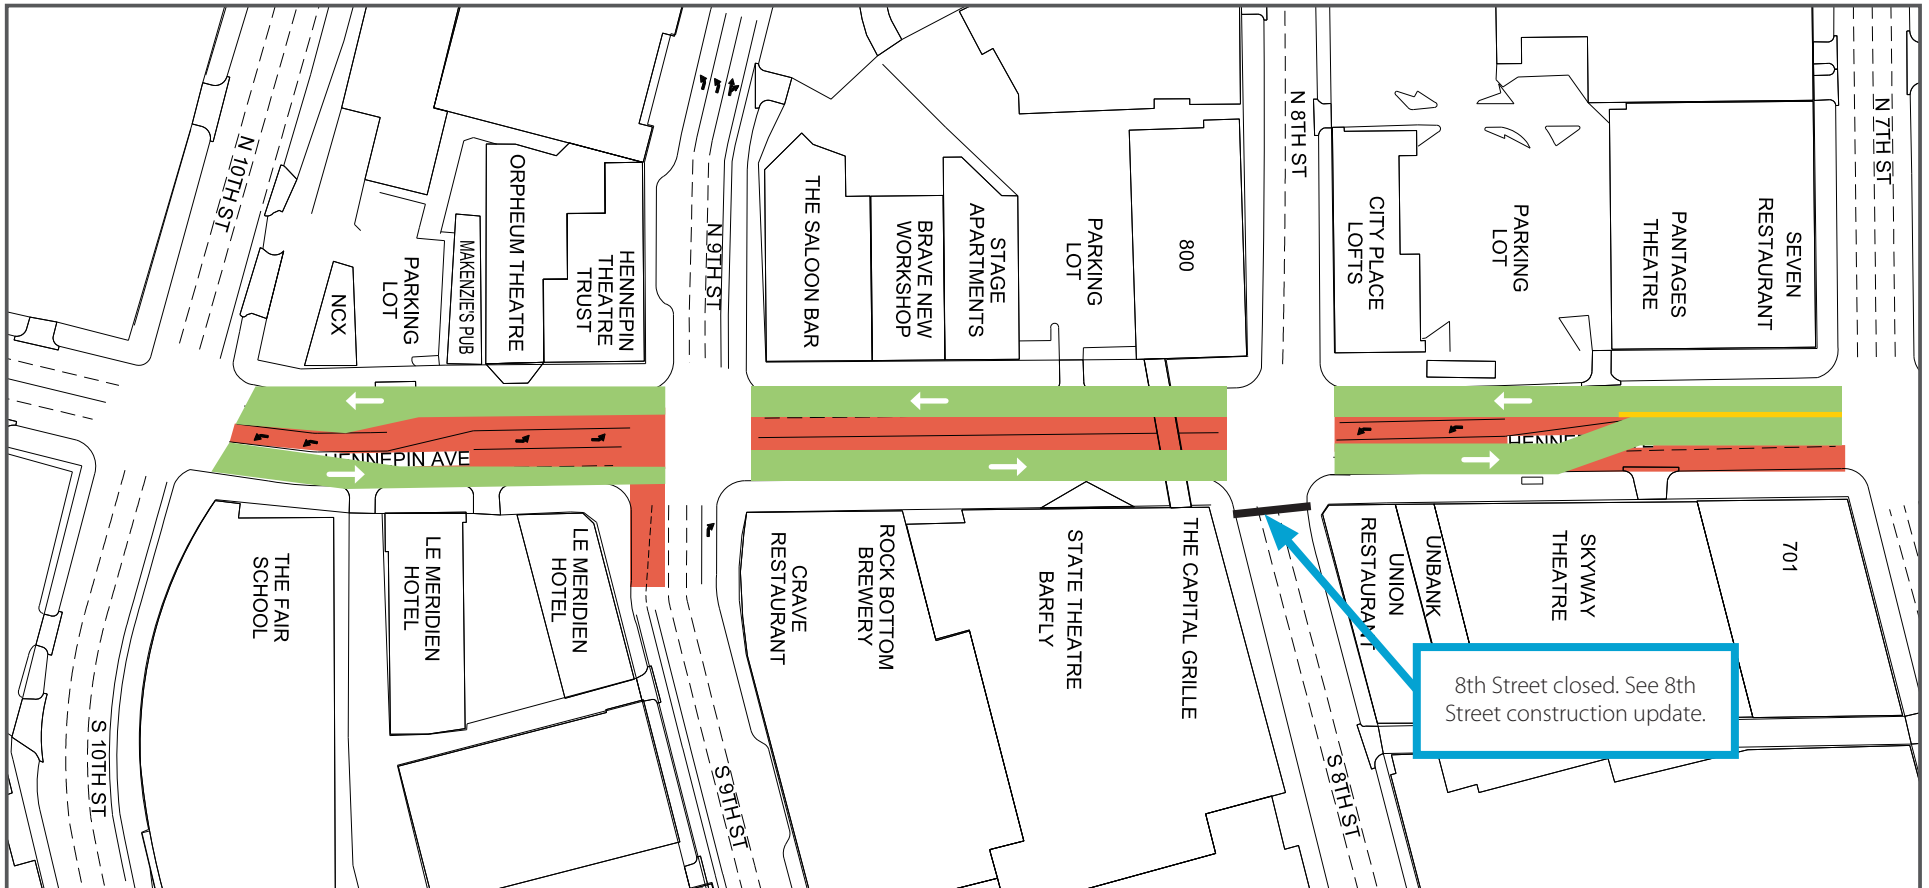 N 10TH ST
NCX
PARKING
LOT
MAKENZIE'S PUB
ORPHEUM THEATRE
HENNEPIN
THEATRE
TRUST
N 9TH ST
THE SALOON BAR
BRAVE NEW
WORKSHOP
STAGE
APARTMENTS
PARKING
LOT
800
N 8TH ST
CITY PLACE
LOFTS
PARKING
LOT
PANTAGES
THEATRE
SEVEN
RESTAURANT
N 7TH ST
HENNEPIN AVE
HENNE
S 10TH ST
THE FAIR
SCHOOL
LE MERIDIEN
HOTEL
LE MERIDIEN
HOTEL
S 9TH ST
CRAVE
RESTAURANT
ROCK BOTTOM
BREWERY
STATE THEATRE
BARFLY
THE CAPITAL GRILLE
S 8TH ST
UNION
RESTAURANT
UNBANK
SKYWAY
THEATRE
701
8th Street closed. See 8th
Street construction update.